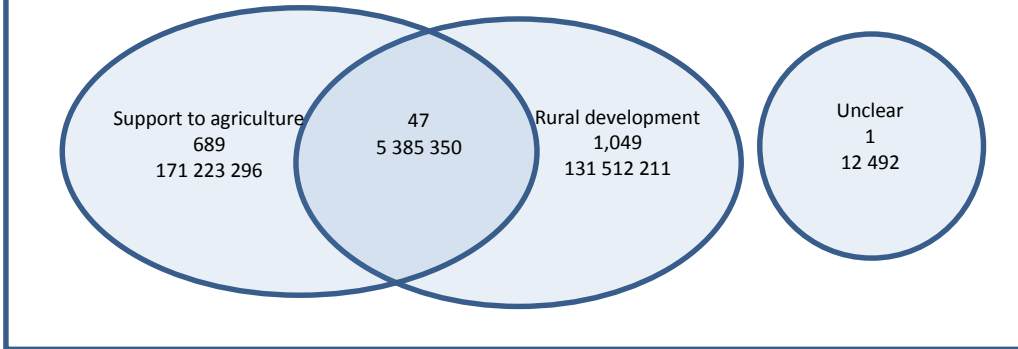 Support to agriculture
689
171 223 296
47
5 385 350
Rural development
1,049
131 512 211
Unclear
1
12 492